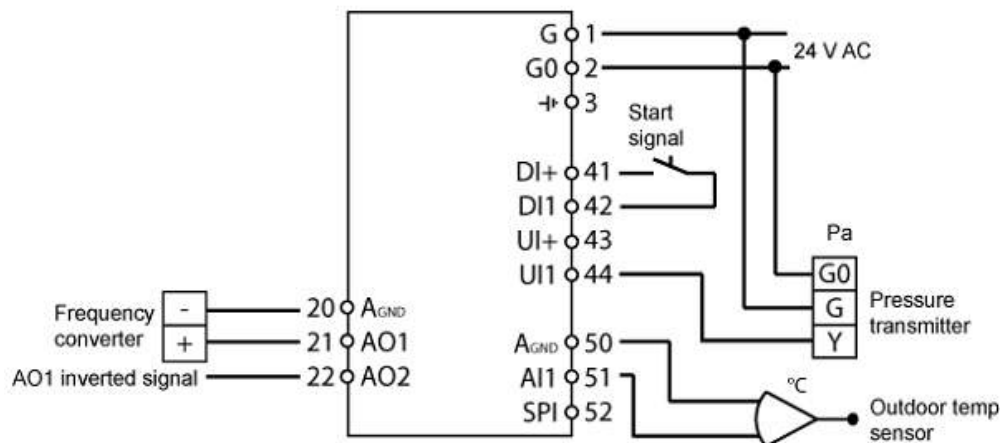 G 1
24 V AC
G0 2
3
Start
signal
DI+ 41
DI1 42
UI+ 43
Pa
UI1 44
G0
G
Y
Pressure
transmitter
Frequency
converter
-
+
20 AGND
21 AO1
AO1 inverted signal
22 AO2
AGND 50
AI1 51
SPI 52
°C
Outdoor temp
sensor